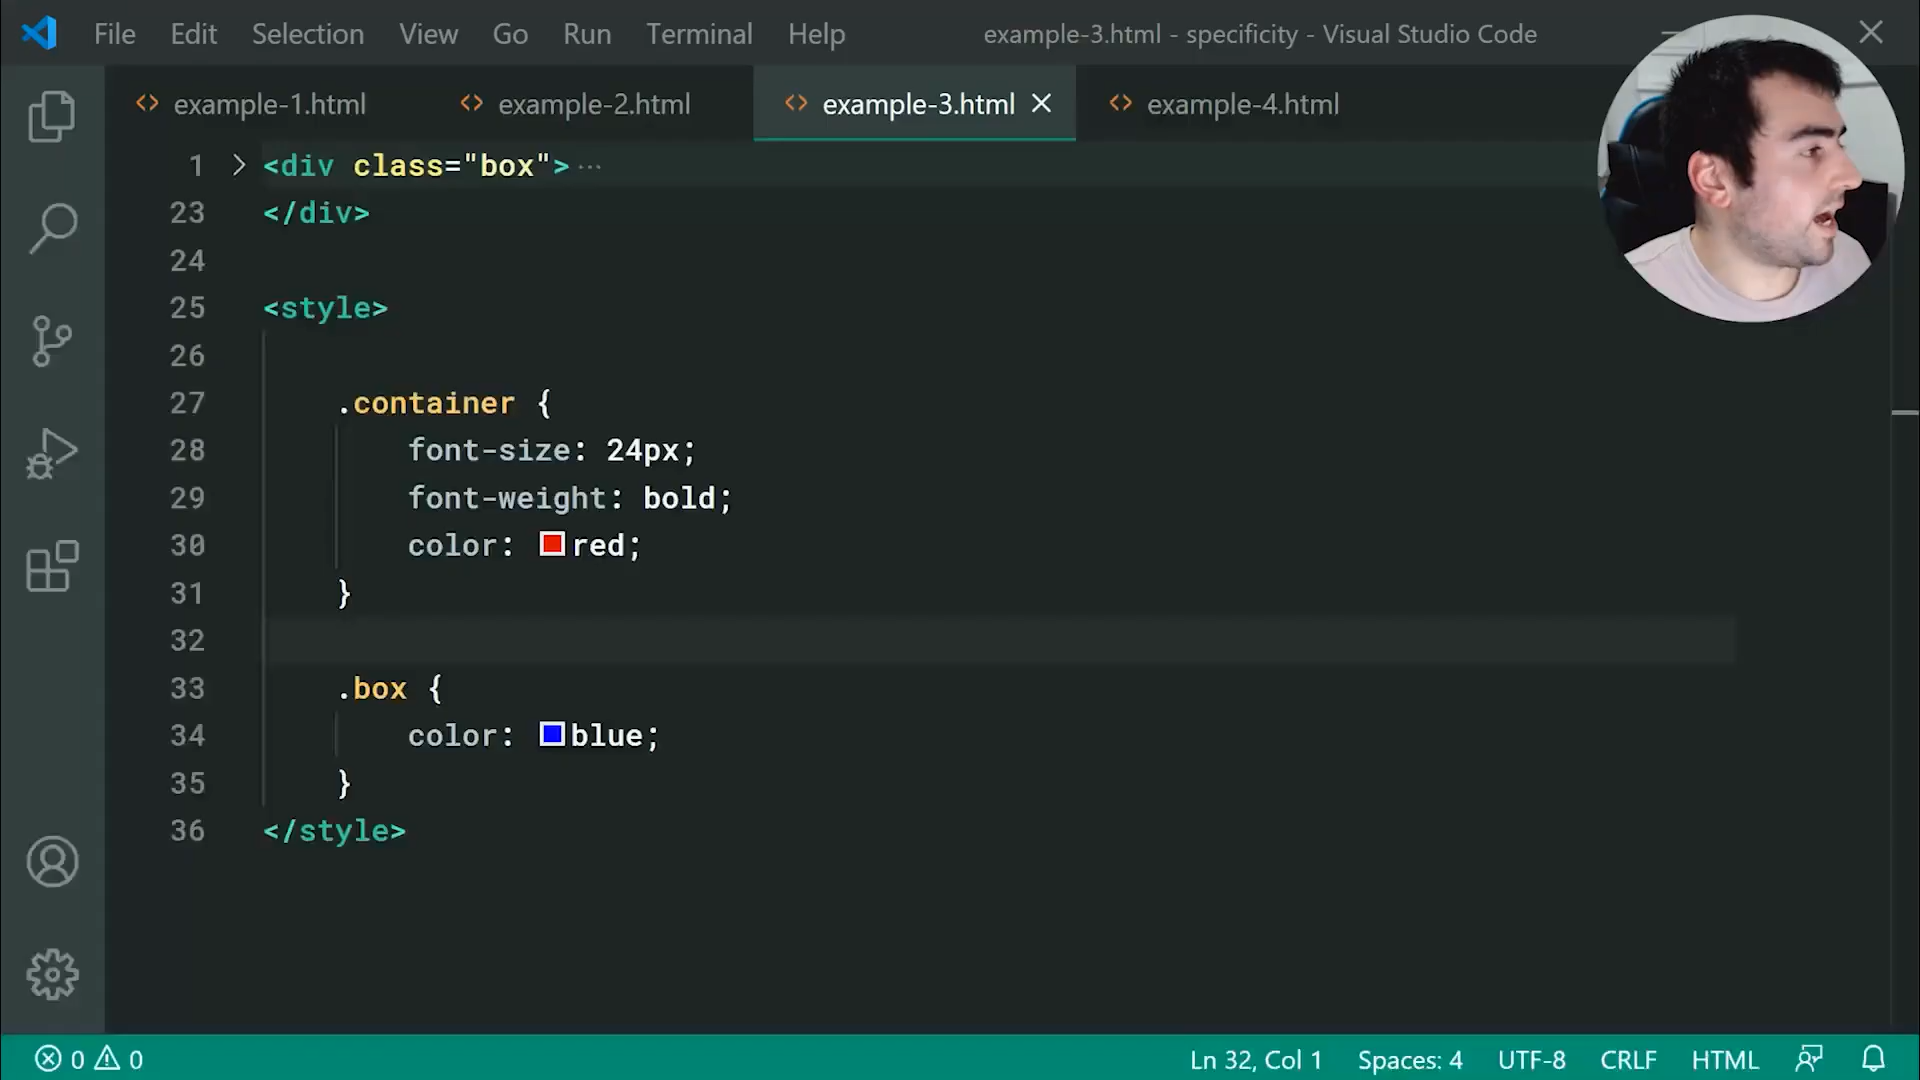 File Edit Selection View Go Run Terminal Help example-3.html - specificity - Visual Studio Code
example-1.html example-2.html example-3.html example-4.html
1 <div class="box"> ···
23 </div>
24
25 <style>
26
27 .container {
28 font-size: 24px;
29 font-weight: bold;
30 color: red;
31 }
32
33 .box {
34 color: blue;
35 }
36 </style>
0 0 Ln 32, Col 1 Spaces: 4 UTF-8 CRLF HTML